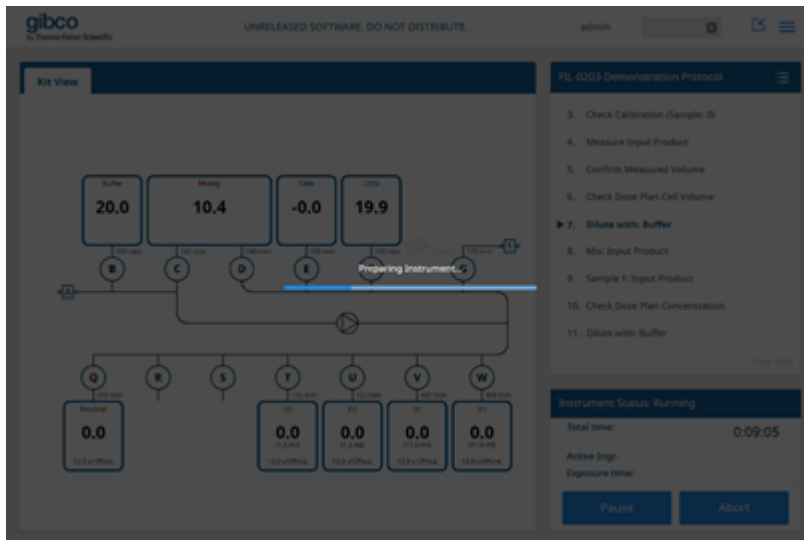 gibco
by Thermo Fisher Scientific
UNRELEASED SOFTWARE. DO NOT DISTRIBUTE.
admin
Kit View
Buffer
20.0
Mixing
10.4
Cells
-0.0
CS10
19.9
B
C
D
E
G
1
Preparing Instrument...
Q
R
S
T
U
V
W
Residue
0.0
0.0
0.0
0.0
0.0
FIL-0203-Demonstration Protocol
3. Check Calibration (Sample: 0)
4. Measure Input Product
5. Confirm Measured Volume
6. Check Dose Plan Cell Volume
7. Dilute with: Buffer
8. Mix: Input Product
9. Sample 1: Input Product
10. Check Dose Plan Concentration
11. Dilute with: Buffer
Step Info
Instrument Status: Running
Total time:
0:09:05
Active Ingr.
Exposure time:
Pause
Abort